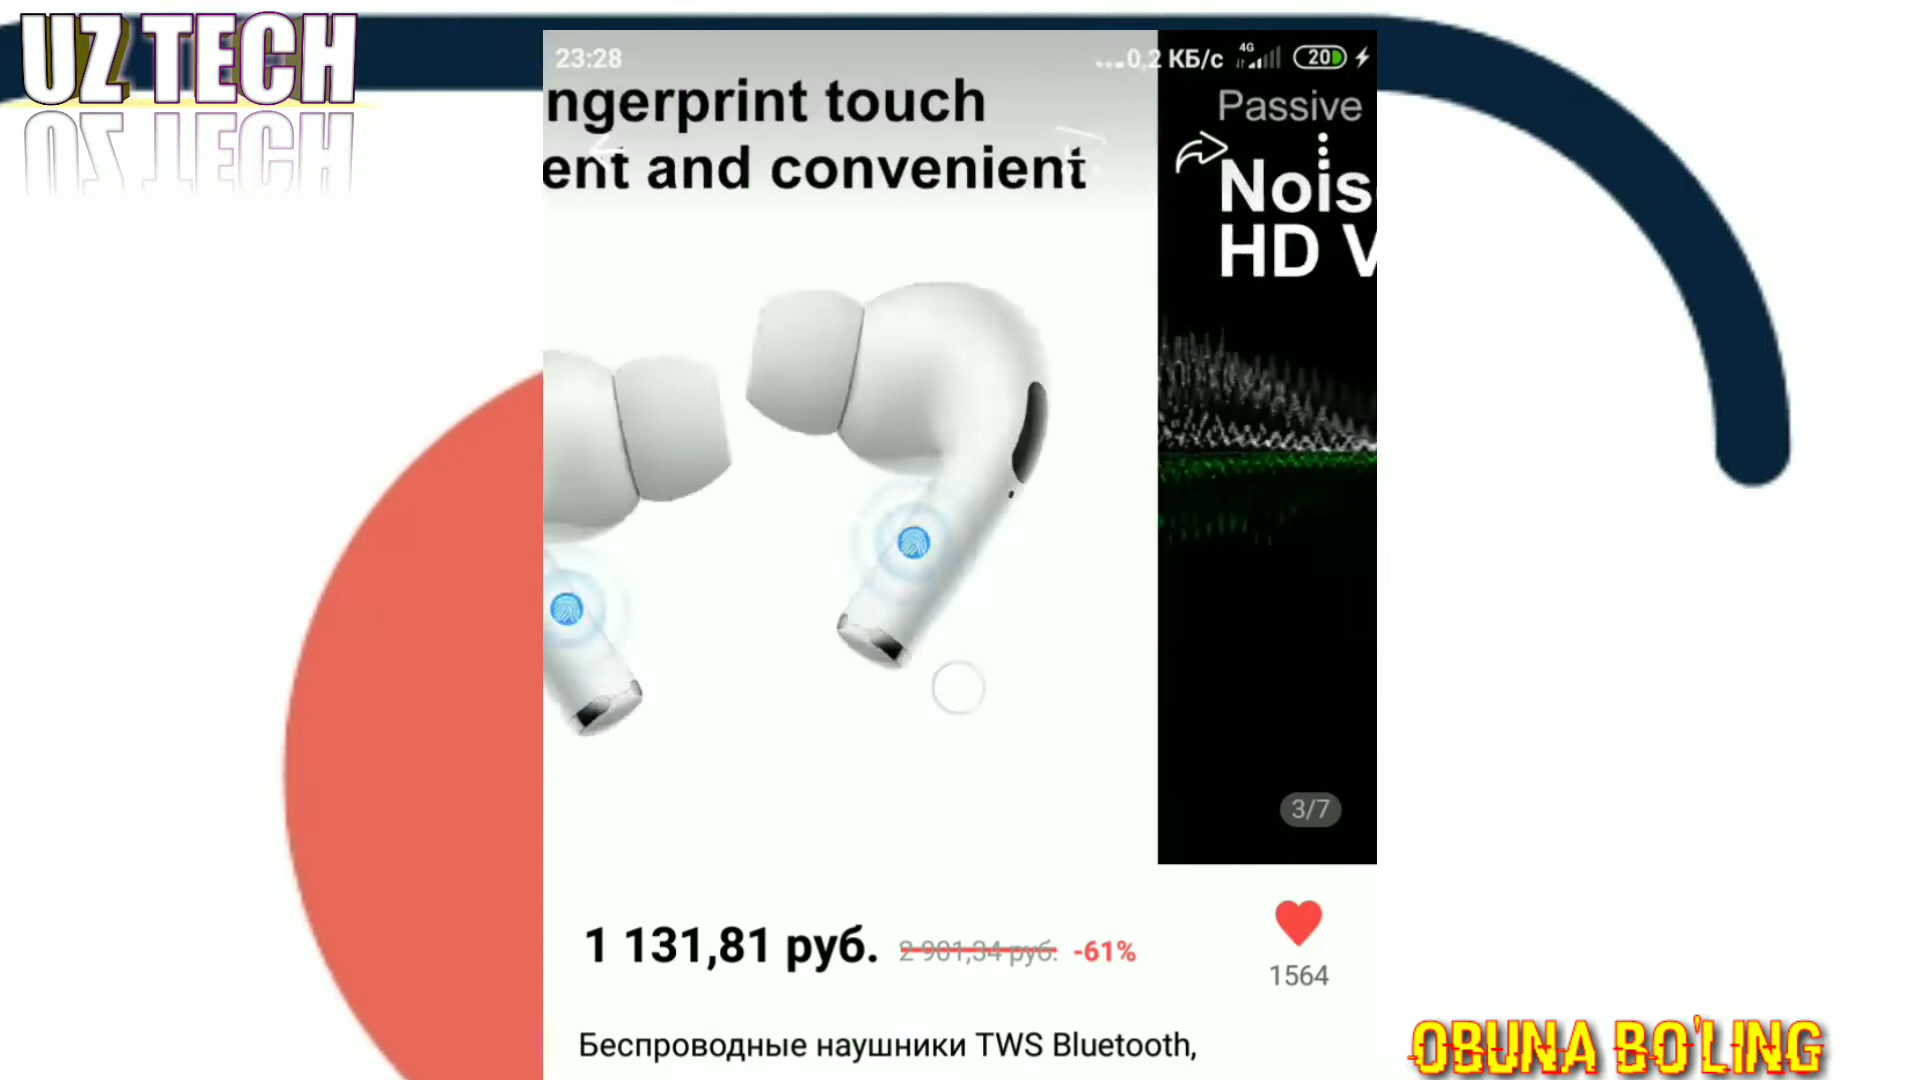 UZ TECH
23:28
...0,2 КБ/с 4G 20
ngerprint touch
ent and convenient
Passive
Nois
HD V
3/7
1 131,81 руб. 2 901,34 руб. -61%
1564
Беспроводные наушники TWS Bluetooth,
OBUNA BO'LING